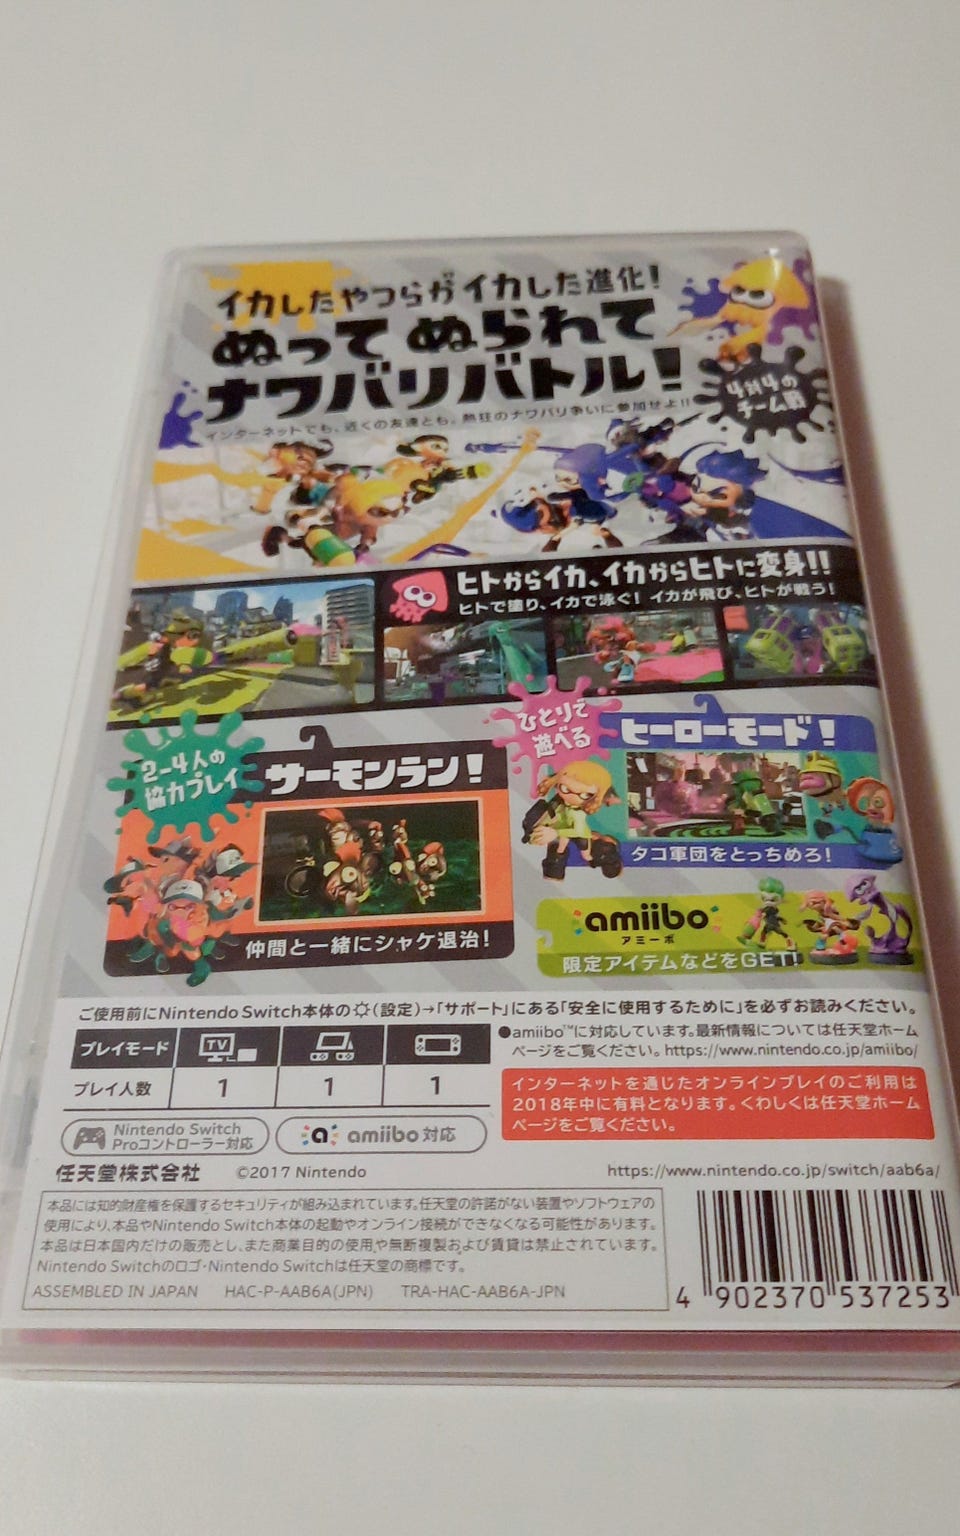 イカしたやつらがイカした進化!
ぬって ぬられて
ナワバリバトル!
インターネットでも、近くの友達とも。熱狂のナワバリ争いに参加せよ!!
4対4の
チーム戦
ヒトからイカ、イカからヒトに変身!!
ヒトで塗り、イカで泳ぐ! イカが飛び、ヒトが戦う!
2-4人の
協力プレイ
サーモンラン!
仲間と一緒にシャケ退治!
ひとりで
遊べる
ヒーローモード!
タコ軍団をとっちめろ!
amiibo
アミーボ
限定アイテムなどをGET!
ご使用前にNintendo Switch本体の(設定)→「サポート」にある「安全に使用するために」を必ずお読みください。
プレイモード TV
プレイ人数 1 1 1
●amiibo™に対応しています。最新情報については任天堂ホーム
ページをご覧ください。https://www.nintendo.co.jp/amiibo/
インターネットを通じたオンラインプレイのご利用は
2018年中に有料となります。くわしくは任天堂ホーム
ページをご覧ください。
Nintendo Switch
Proコントローラー対応
a amiibo 対応
任天堂株式会社 ©2017 Nintendo
https://www.nintendo.co.jp/switch/aab6a/
本品には知的財産権を保護するセキュリティが組み込まれています。任天堂の許諾がない装置やソフトウェアの
使用により、本品やNintendo Switch本体の起動やオンライン接続ができなくなる可能性があります。
本品は日本国内だけの販売とし、また商業目的の使用や無断複製および賃貸は禁止されています。
Nintendo Switchのロゴ・Nintendo Switchは任天堂の商標です。
ASSEMBLED IN JAPAN HAC-P-AAB6A(JPN) TRA-HAC-AAB6A-JPN
4 902370 537253